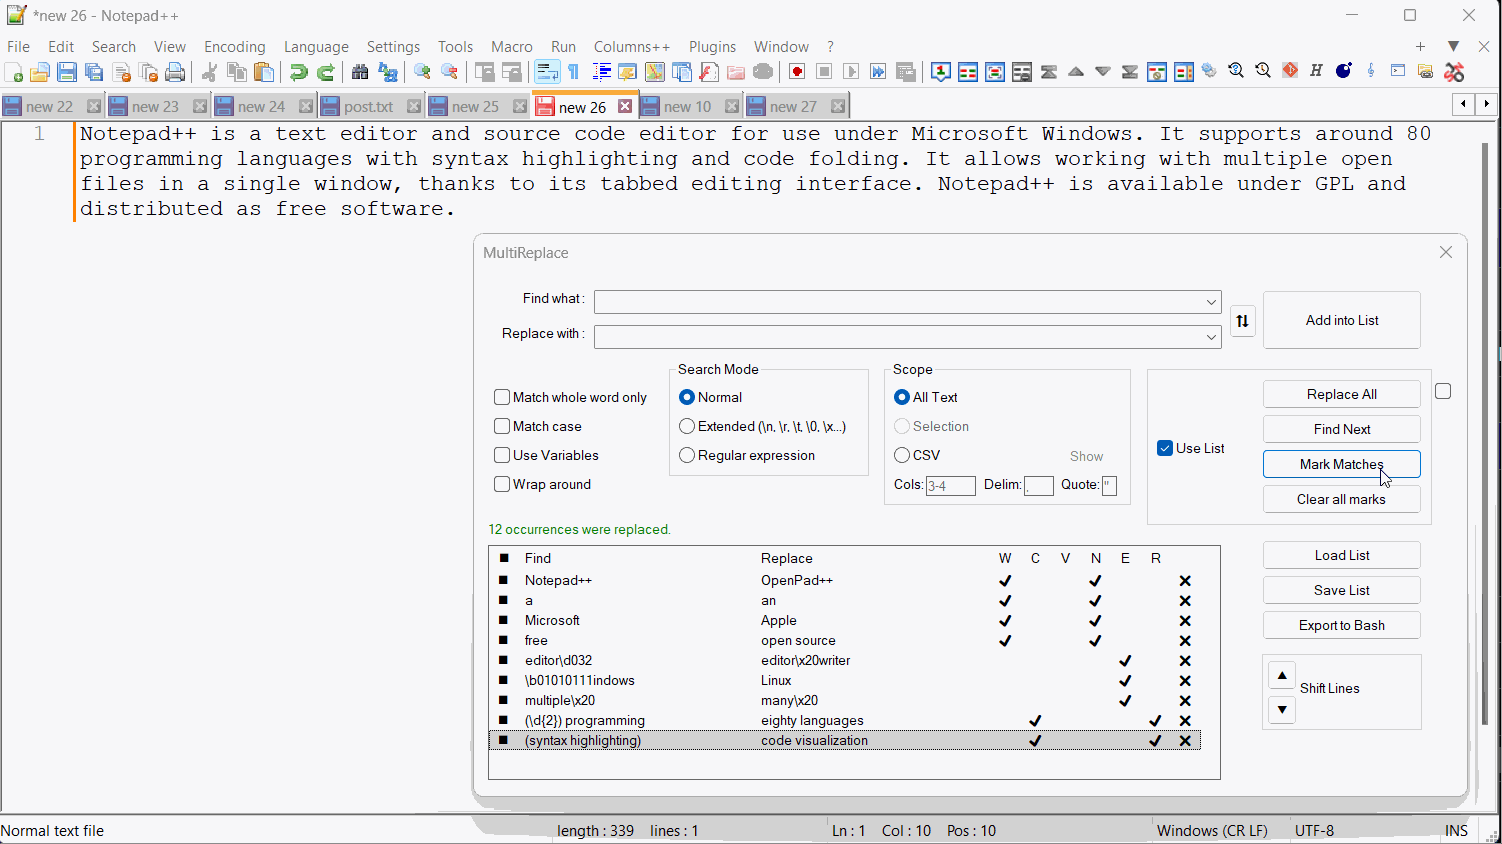 *new 26 - Notepad++
File Edit Search View Encoding Language Settings Tools Macro Run Columns++ Plugins Window ?
new 22 new 23 new 24 post.txt new 25 new 26 new 10 new 27
1 Notepad++ is a text editor and source code editor for use under Microsoft Windows. It supports around 80
programming languages with syntax highlighting and code folding. It allows working with multiple open
files in a single window, thanks to its tabbed editing interface. Notepad++ is available under GPL and
distributed as free software.
MultiReplace
Find what:
Replace with:
Add into List
Search Mode
Scope
Match whole word only Normal All Text Replace All
Match case Extended (\n, \r, \t, \0, \x...) Selection Find Next
Use Variables Regular expression CSV Show Use List Mark Matches
Wrap around Cols: 3-4 Delim: , Quote: " Clear all marks
12 occurrences were replaced.
Find Replace W C V N E R
Notepad++ OpenPad++ ✔ ✔ ✕
a an ✔ ✔ ✕
Microsoft Apple ✔ ✔ ✕
free open source ✔ ✔ ✕
editor\d032 editor\x20writer ✔ ✕
\b01010111indows Linux ✔ ✕
multiple\x20 many\x20 ✔ ✕
(\d{2}) programming eighty languages ✔ ✔ ✕
(syntax highlighting) code visualization ✔ ✔ ✕
Load List
Save List
Export to Bash
▲
Shift Lines
▼
Normal text file length : 339 lines : 1 Ln : 1 Col : 10 Pos : 10 Windows (CR LF) UTF-8 INS